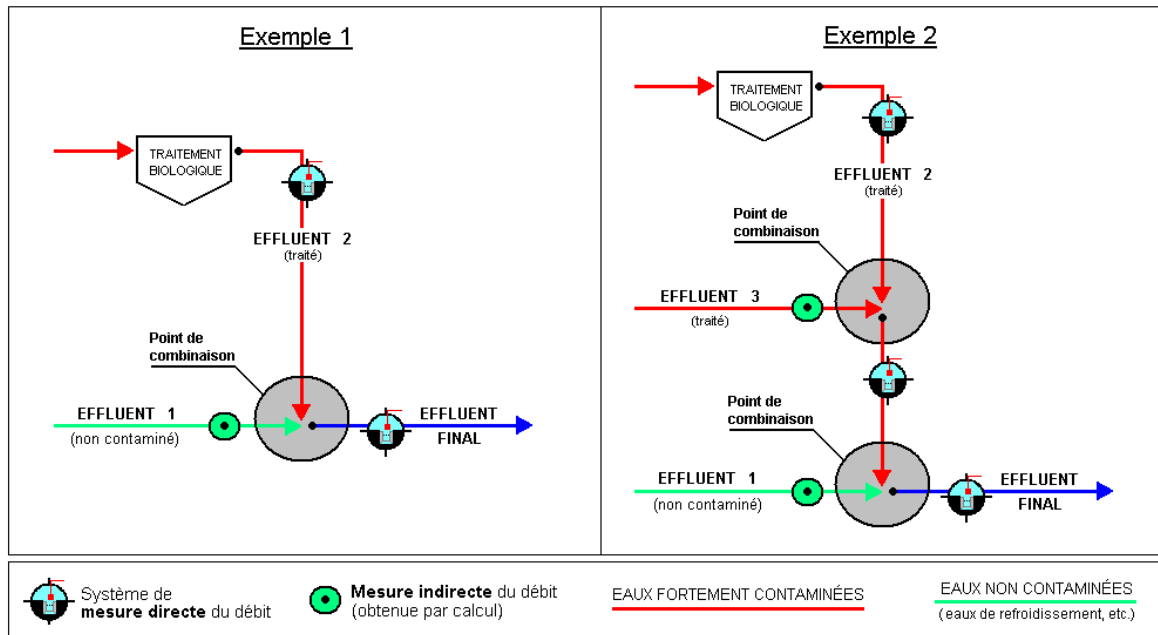 Exemple 1
TRAITEMENT
BIOLOGIQUE
EFFLUENT 2
(traité)
Point de
combinaison
EFFLUENT 1
(non contaminé)
EFFLUENT
FINAL
Exemple 2
TRAITEMENT
BIOLOGIQUE
EFFLUENT 2
(traité)
Point de
combinaison
EFFLUENT 3
(traité)
Point de
combinaison
EFFLUENT 1
(non contaminé)
EFFLUENT
FINAL
Système de
mesure directe du débit
Mesure indirecte du débit
(obtenue par calcul)
EAUX FORTEMENT CONTAMINÉES
EAUX NON CONTAMINÉES
(eaux de refroidissement, etc.)